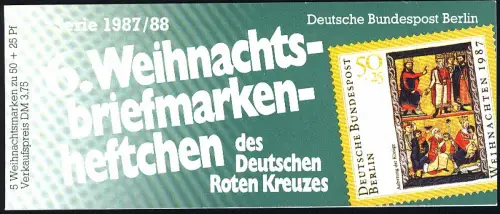 Serie 1987/88
Deutsche Bundespost Berlin
5 Weihnachtsmarken zu 50 + 25 Pf
Verkaufspreis DM 3,75
Weihnachts-
briefmarken-
heftchen
des
Deutschen
Roten Kreuzes
50
+25
DEUTSCHE BUNDESPOST
BERLIN
WEIHNACHTEN 1987